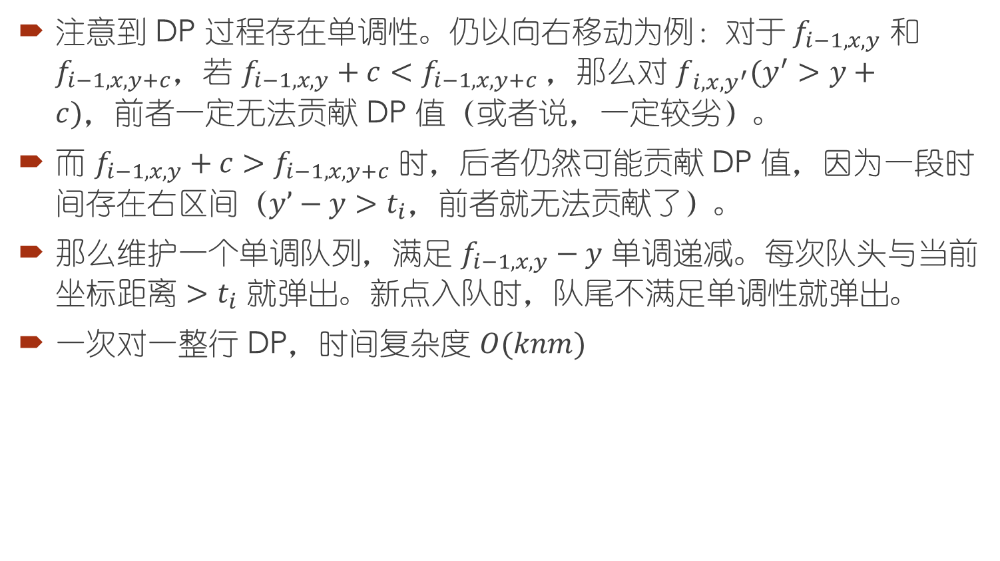 注意到 DP 过程存在单调性。仍以向右移动为例：对于 $f_{i-1,x,y}$ 和
$f_{i-1,x,y+c}$，若 $f_{i-1,x,y} + c < f_{i-1,x,y+c}$ ，那么对 $f_{i,x,y'}(y' > y +$
$c)$，前者一定无法贡献 DP 值（或者说，一定较劣）。
而 $f_{i-1,x,y} + c > f_{i-1,x,y+c}$ 时，后者仍然可能贡献 DP 值，因为一段时
间存在右区间（$y’ - y > t_i$，前者就无法贡献了）。
那么维护一个单调队列，满足 $f_{i-1,x,y} - y$ 单调递减。每次队头与当前
坐标距离 $> t_i$ 就弹出。新点入队时，队尾不满足单调性就弹出。
一次对一整行 DP，时间复杂度 $O(knm)$